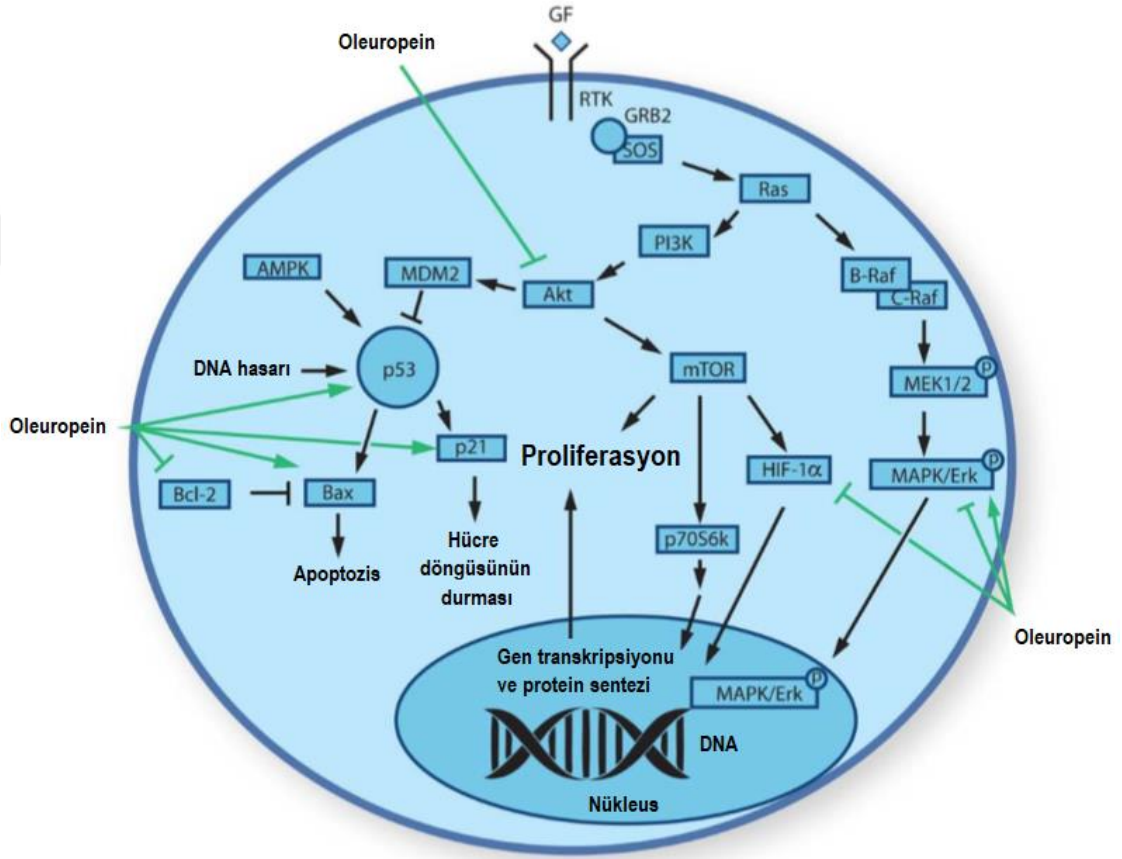 GF
Oleuropein
RTK
GRB2
SOS
Ras
PI3K
B-Raf
C-Raf
AMPK
MDM2
Akt
DNA hasarı
p53
mTOR
MEK1/2
P
Oleuropein
p21
Proliferasyon
HIF-1α
MAPK/Erk
P
Bcl-2
Bax
p70S6k
Apoptozis
Hücre
döngüsünün
durması
Oleuropein
Gen transkripsiyonu
ve protein sentezi
MAPK/Erk
P
DNA
Nükleus